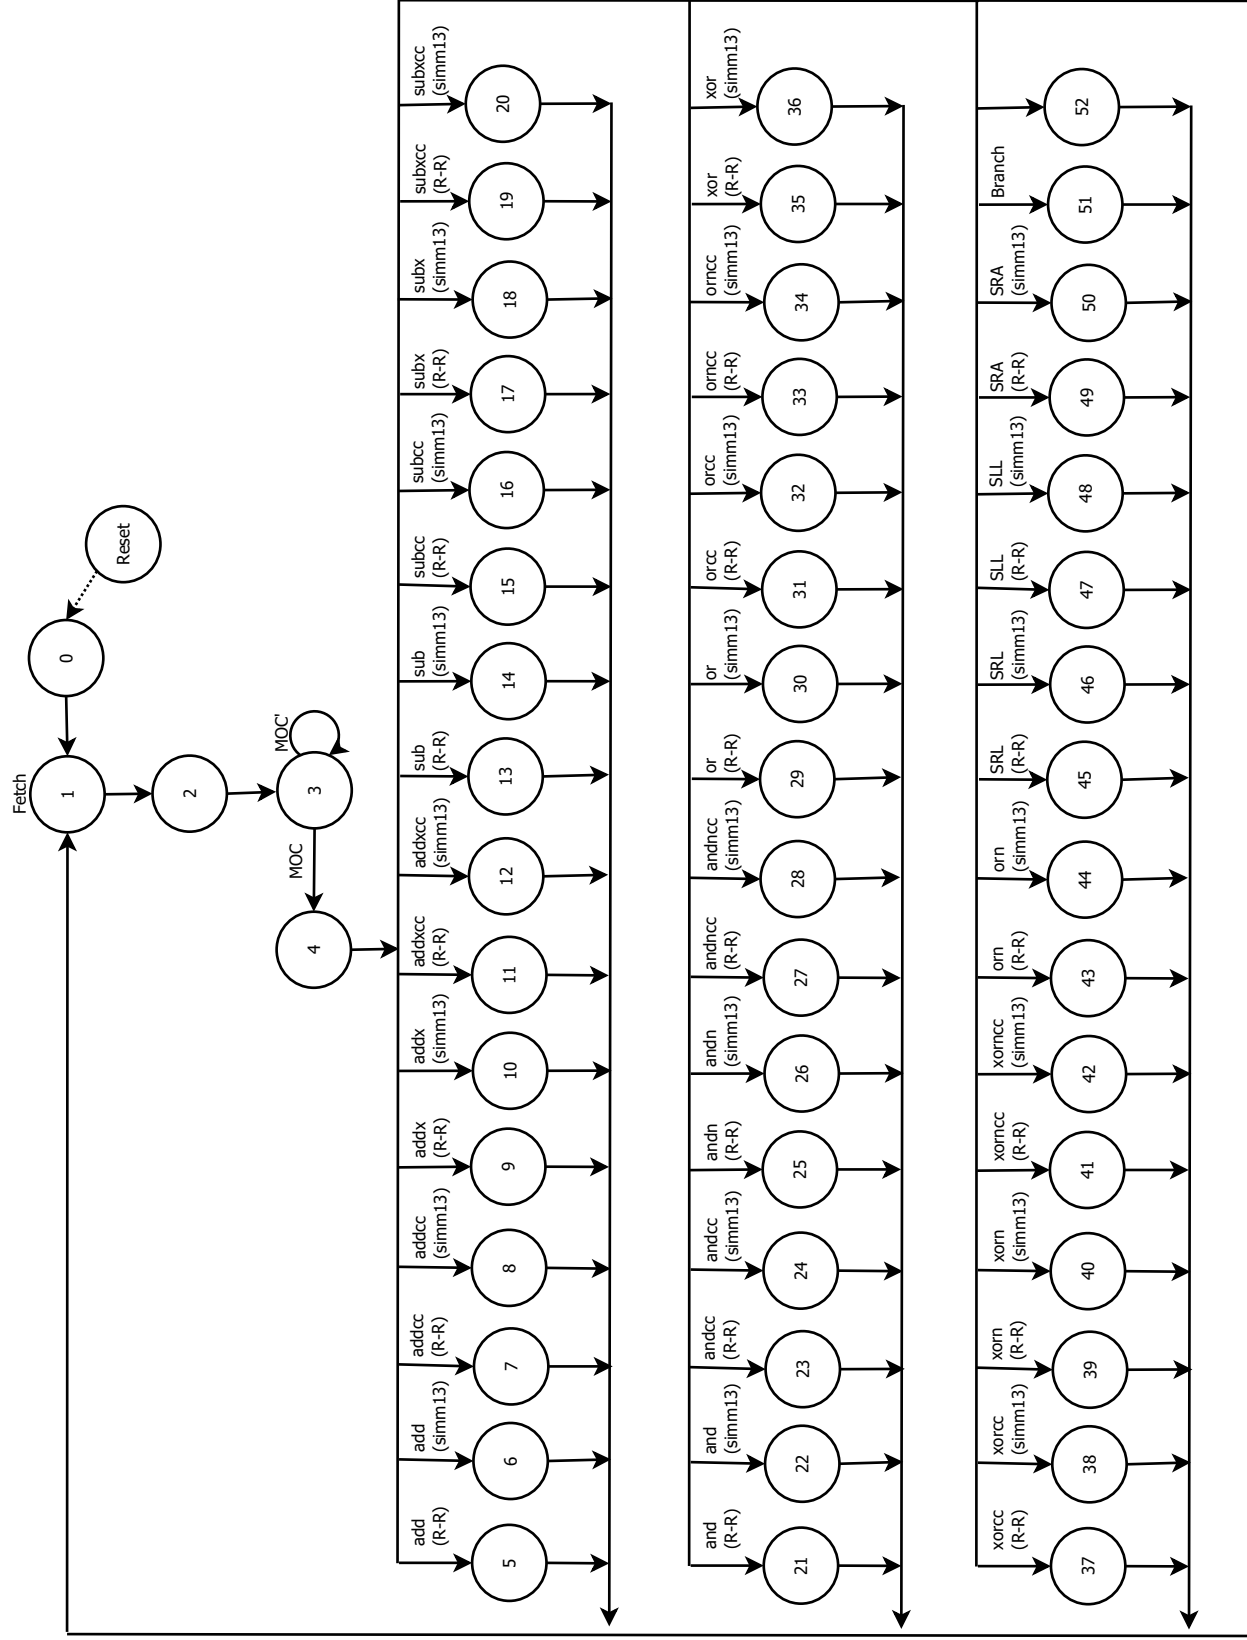 Reset
0
Fetch
1
2
3
MOC'
MOC
4
add
(R-R)
5
add
(simm13)
6
addcc
(R-R)
7
addcc
(simm13)
8
addx
(R-R)
9
addx
(simm13)
10
addxcc
(R-R)
11
addxcc
(simm13)
12
sub
(R-R)
13
sub
(simm13)
14
subcc
(R-R)
15
subcc
(simm13)
16
subx
(R-R)
17
subx
(simm13)
18
subxcc
(R-R)
19
subxcc
(simm13)
20
and
(R-R)
21
and
(simm13)
22
andcc
(R-R)
23
andcc
(simm13)
24
andn
(R-R)
25
andn
(simm13)
26
andncc
(R-R)
27
andncc
(simm13)
28
or
(R-R)
29
or
(simm13)
30
orcc
(R-R)
31
orcc
(simm13)
32
orncc
(R-R)
33
orncc
(simm13)
34
xor
(R-R)
35
xor
(simm13)
36
xorcc
(R-R)
37
xorcc
(simm13)
38
xorn
(R-R)
39
xorn
(simm13)
40
xorncc
(R-R)
41
xorncc
(simm13)
42
orn
(R-R)
43
orn
(simm13)
44
SRL
(R-R)
45
SRL
(simm13)
46
SLL
(R-R)
47
SLL
(simm13)
48
SRA
(R-R)
49
SRA
(simm13)
50
Branch
51
52